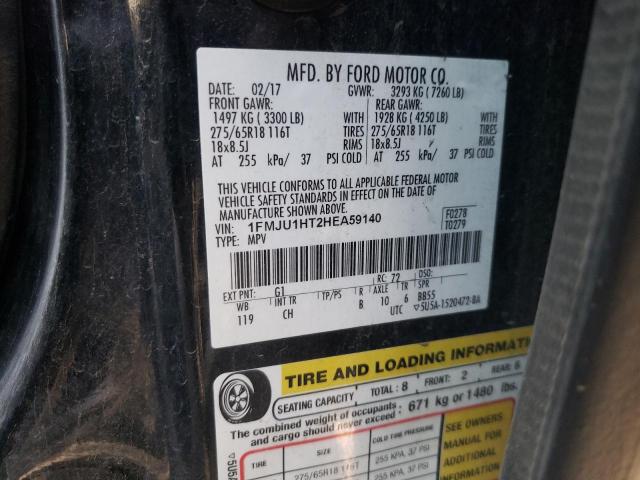 MFD. BY FORD MOTOR CO.
DATE: 02/17 GVWR: 3293 KG ( 7260 LB)
FRONT GAWR: REAR GAWR:
1497 KG ( 3300 LB) WITH 1928 KG ( 4250 LB) WITH
275/65R18 116T TIRES 275/65R18 116T TIRES
18x8.5J RIMS 18x8.5J RIMS
AT 255 kPa/ 37 PSI COLD AT 255 kPa/ 37 PSI COLD
THIS VEHICLE CONFORMS TO ALL APPLICABLE FEDERAL MOTOR
VEHICLE SAFETY STANDARDS IN EFFECT ON THE DATE OF
MANUFACTURE SHOWN ABOVE.
VIN: 1FMJU1HT2HEA59140 F0278
TYPE: MPV T0279
EXT PNT: G1 RC: 72 DSO:
WB INT TR TP/PS R AXLE TR SPR
119 CH B 10 6 BB55
UTC ▽5U5A-1520472-BA
TIRE AND LOADING INFORMATION
SEATING CAPACITY TOTAL : 8 FRONT: 2 REAR: 6
The combined weight of occupants and cargo should never exceed : 671 kg or 1480 lbs.
TIRE SIZE COLD TIRE PRESSURE SEE OWNERS
MANUAL FOR
275/65R18 116T 255 KPA, 37 PSI ADDITIONAL
INFORMATION
▽5U5A